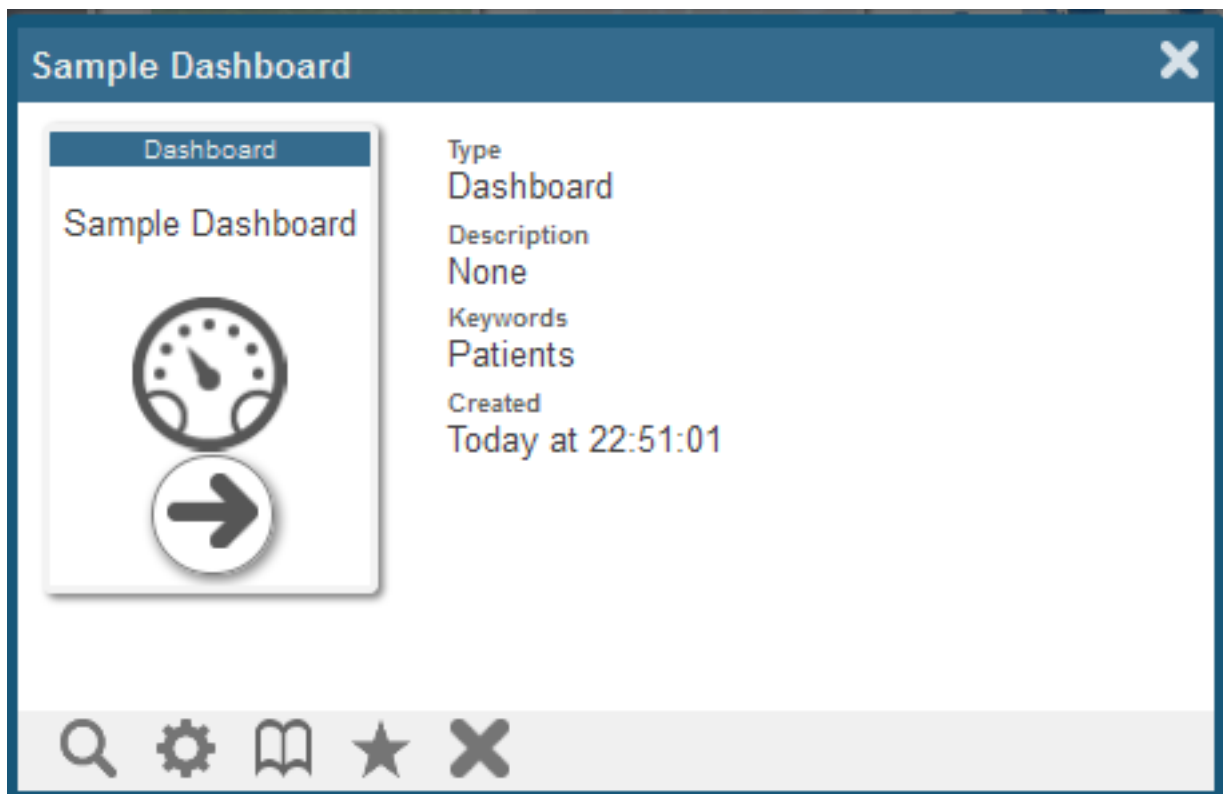 Sample Dashboard
Dashboard
Sample Dashboard
Type
Dashboard
Description
None
Keywords
Patients
Created
Today at 22:51:01